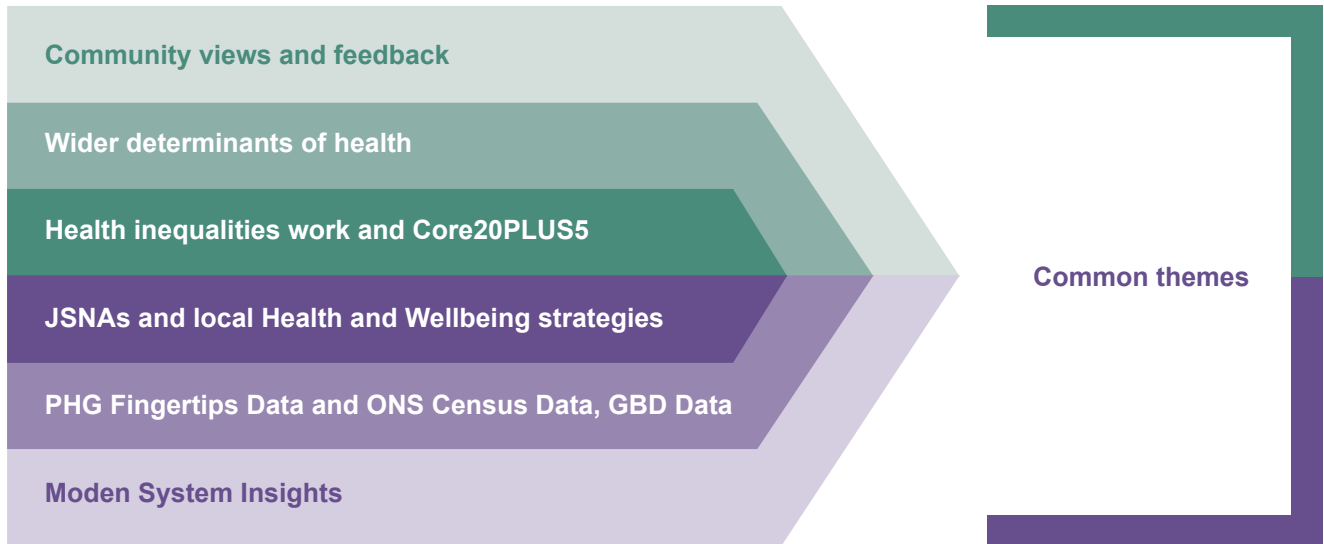 Community views and feedback
Wider determinants of health
Health inequalities work and Core20PLUS5
JSNAs and local Health and Wellbeing strategies
PHG Fingertips Data and ONS Census Data, GBD Data
Moden System Insights
Common themes